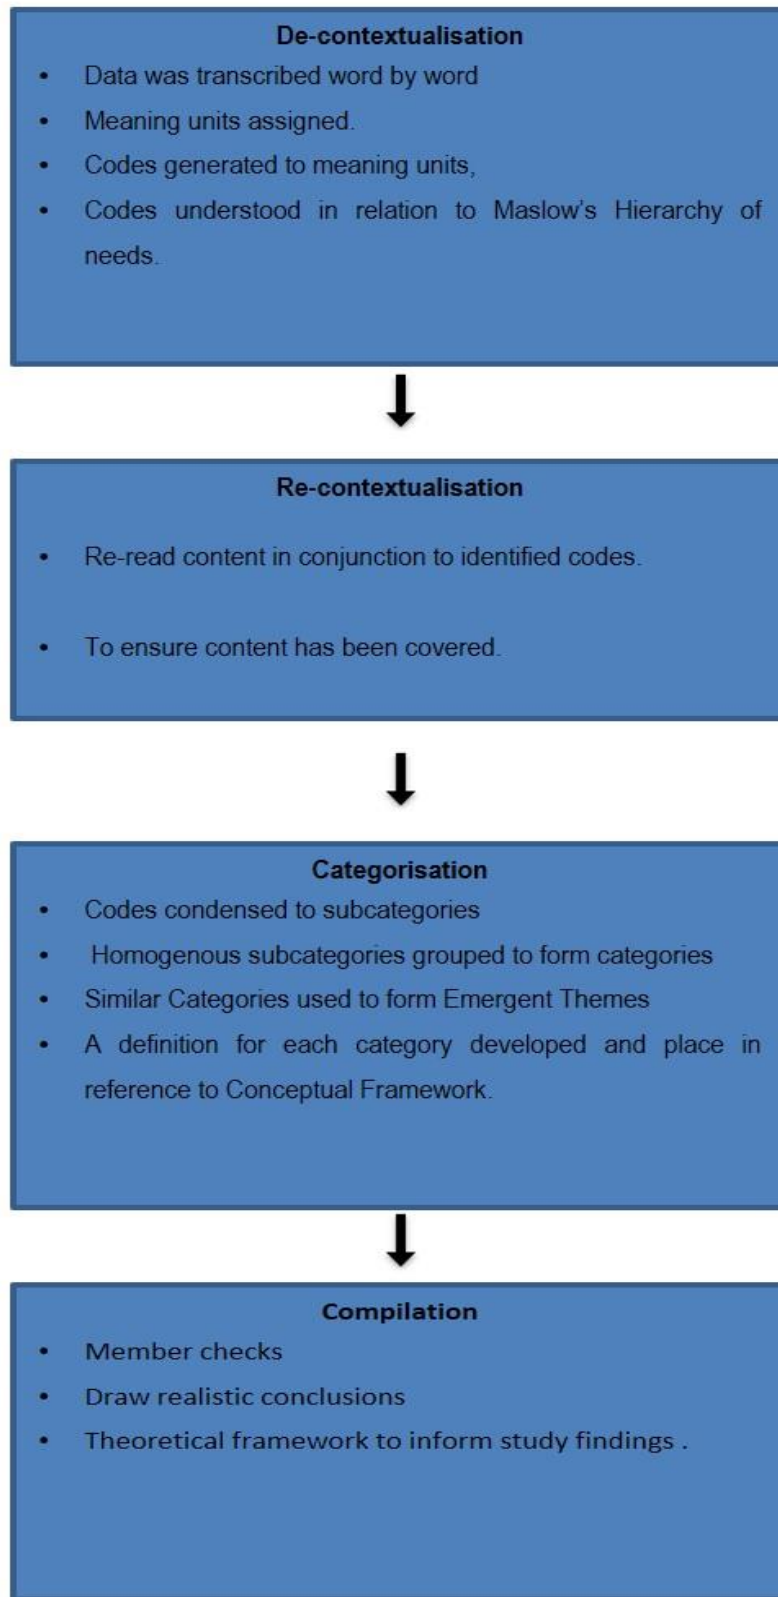 De-contextualisation
• Data was transcribed word by word
• Meaning units assigned.
• Codes generated to meaning units,
• Codes understood in relation to Maslow's Hierarchy of
needs.
Re-contextualisation
• Re-read content in conjunction to identified codes.
• To ensure content has been covered.
Categorisation
• Codes condensed to subcategories
• Homogenous subcategories grouped to form categories
• Similar Categories used to form Emergent Themes
• A definition for each category developed and place in
reference to Conceptual Framework.
Compilation
• Member checks
• Draw realistic conclusions
• Theoretical framework to inform study findings .